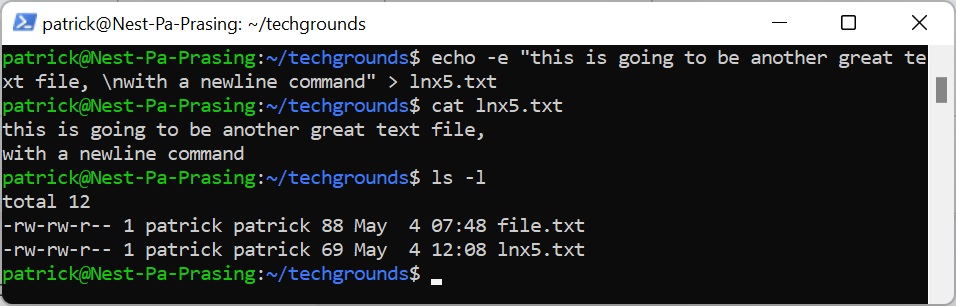 patrick@Nest-Pa-Prasing: ~/techgrounds
patrick@Nest-Pa-Prasing:~/techgrounds$ echo -e "this is going to be another great te
xt file, \nwith a newline command" > lnx5.txt
patrick@Nest-Pa-Prasing:~/techgrounds$ cat lnx5.txt
this is going to be another great text file,
with a newline command
patrick@Nest-Pa-Prasing:~/techgrounds$ ls -l
total 12
-rw-rw-r-- 1 patrick patrick 88 May  4 07:48 file.txt
-rw-rw-r-- 1 patrick patrick 69 May  4 12:08 lnx5.txt
patrick@Nest-Pa-Prasing:~/techgrounds$